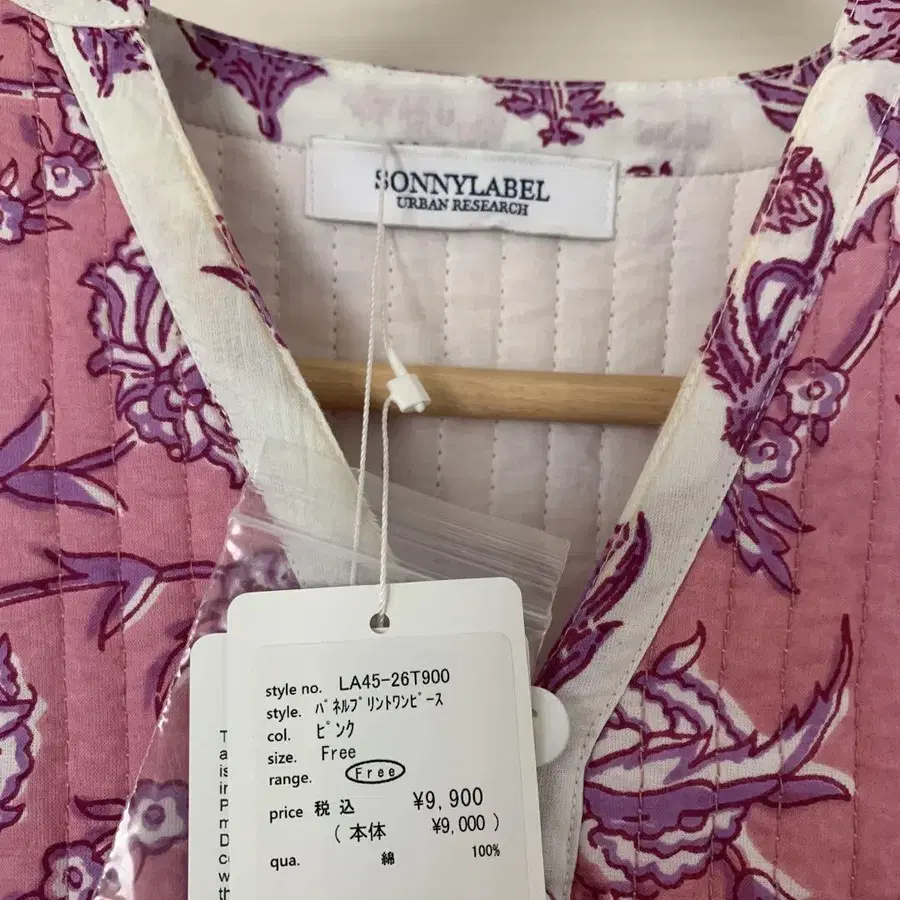 SONNYLABEL
URBAN RESEARCH
style no. LA45-26T900
style. ﾊﾟﾈﾙﾌﾟﾘﾝﾄﾜﾝﾋﾟｰｽ
col. ﾋﾟﾝｸ
size. Free
range. Free
price 税込 ¥9,900
(本体 ¥9,000)
qua. 綿 100%